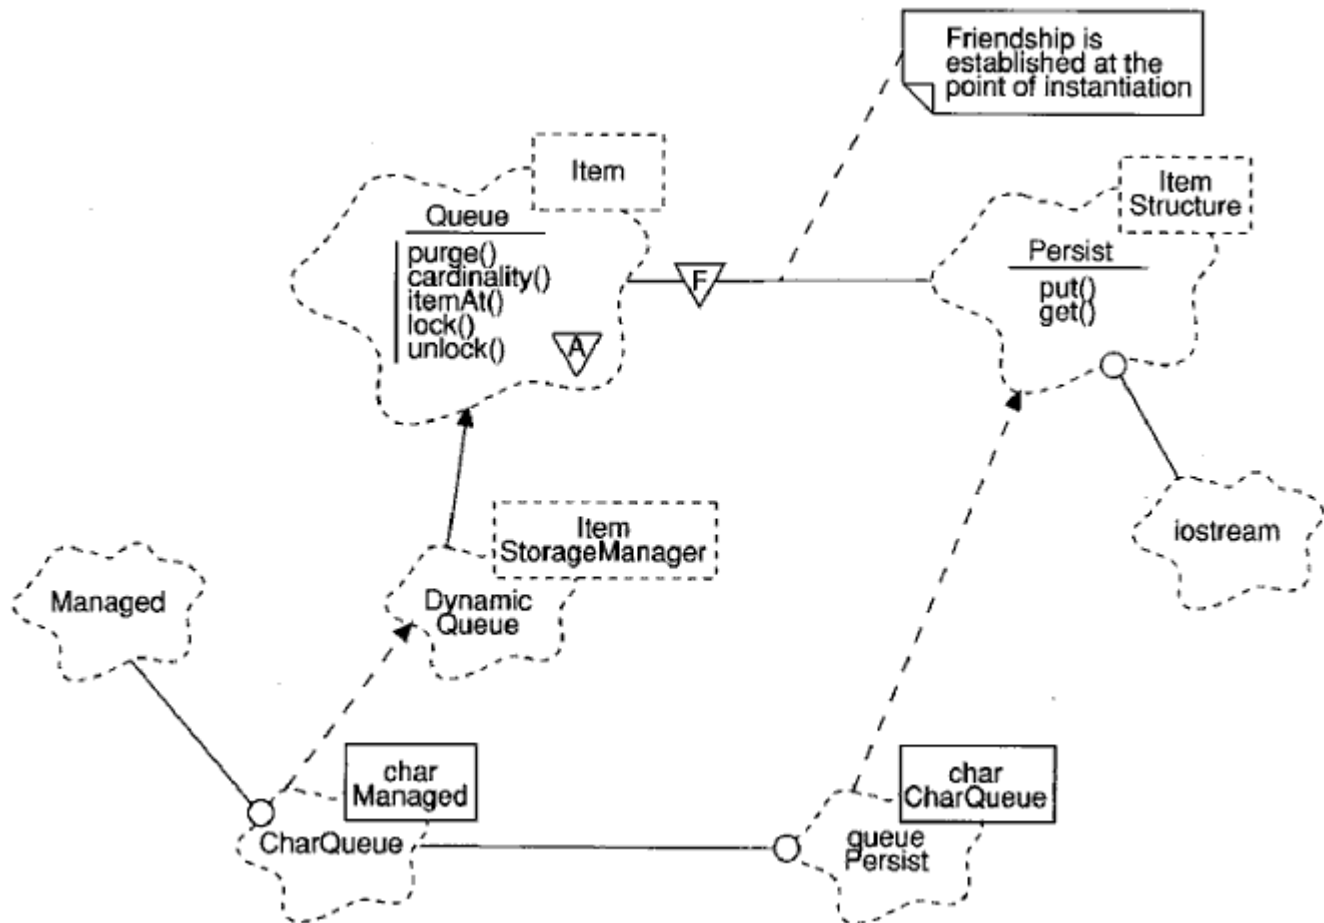 Friendship is
established at the
point of instantiation
Item
Queue
purge()
cardinality()
itemAt()
lock()
unlock()
A
F
Item
Structure
Persist
put()
get()
Item
StorageManager
Dynamic
Queue
iostream
Managed
char
Managed
CharQueue
char
CharQueue
queue
Persist